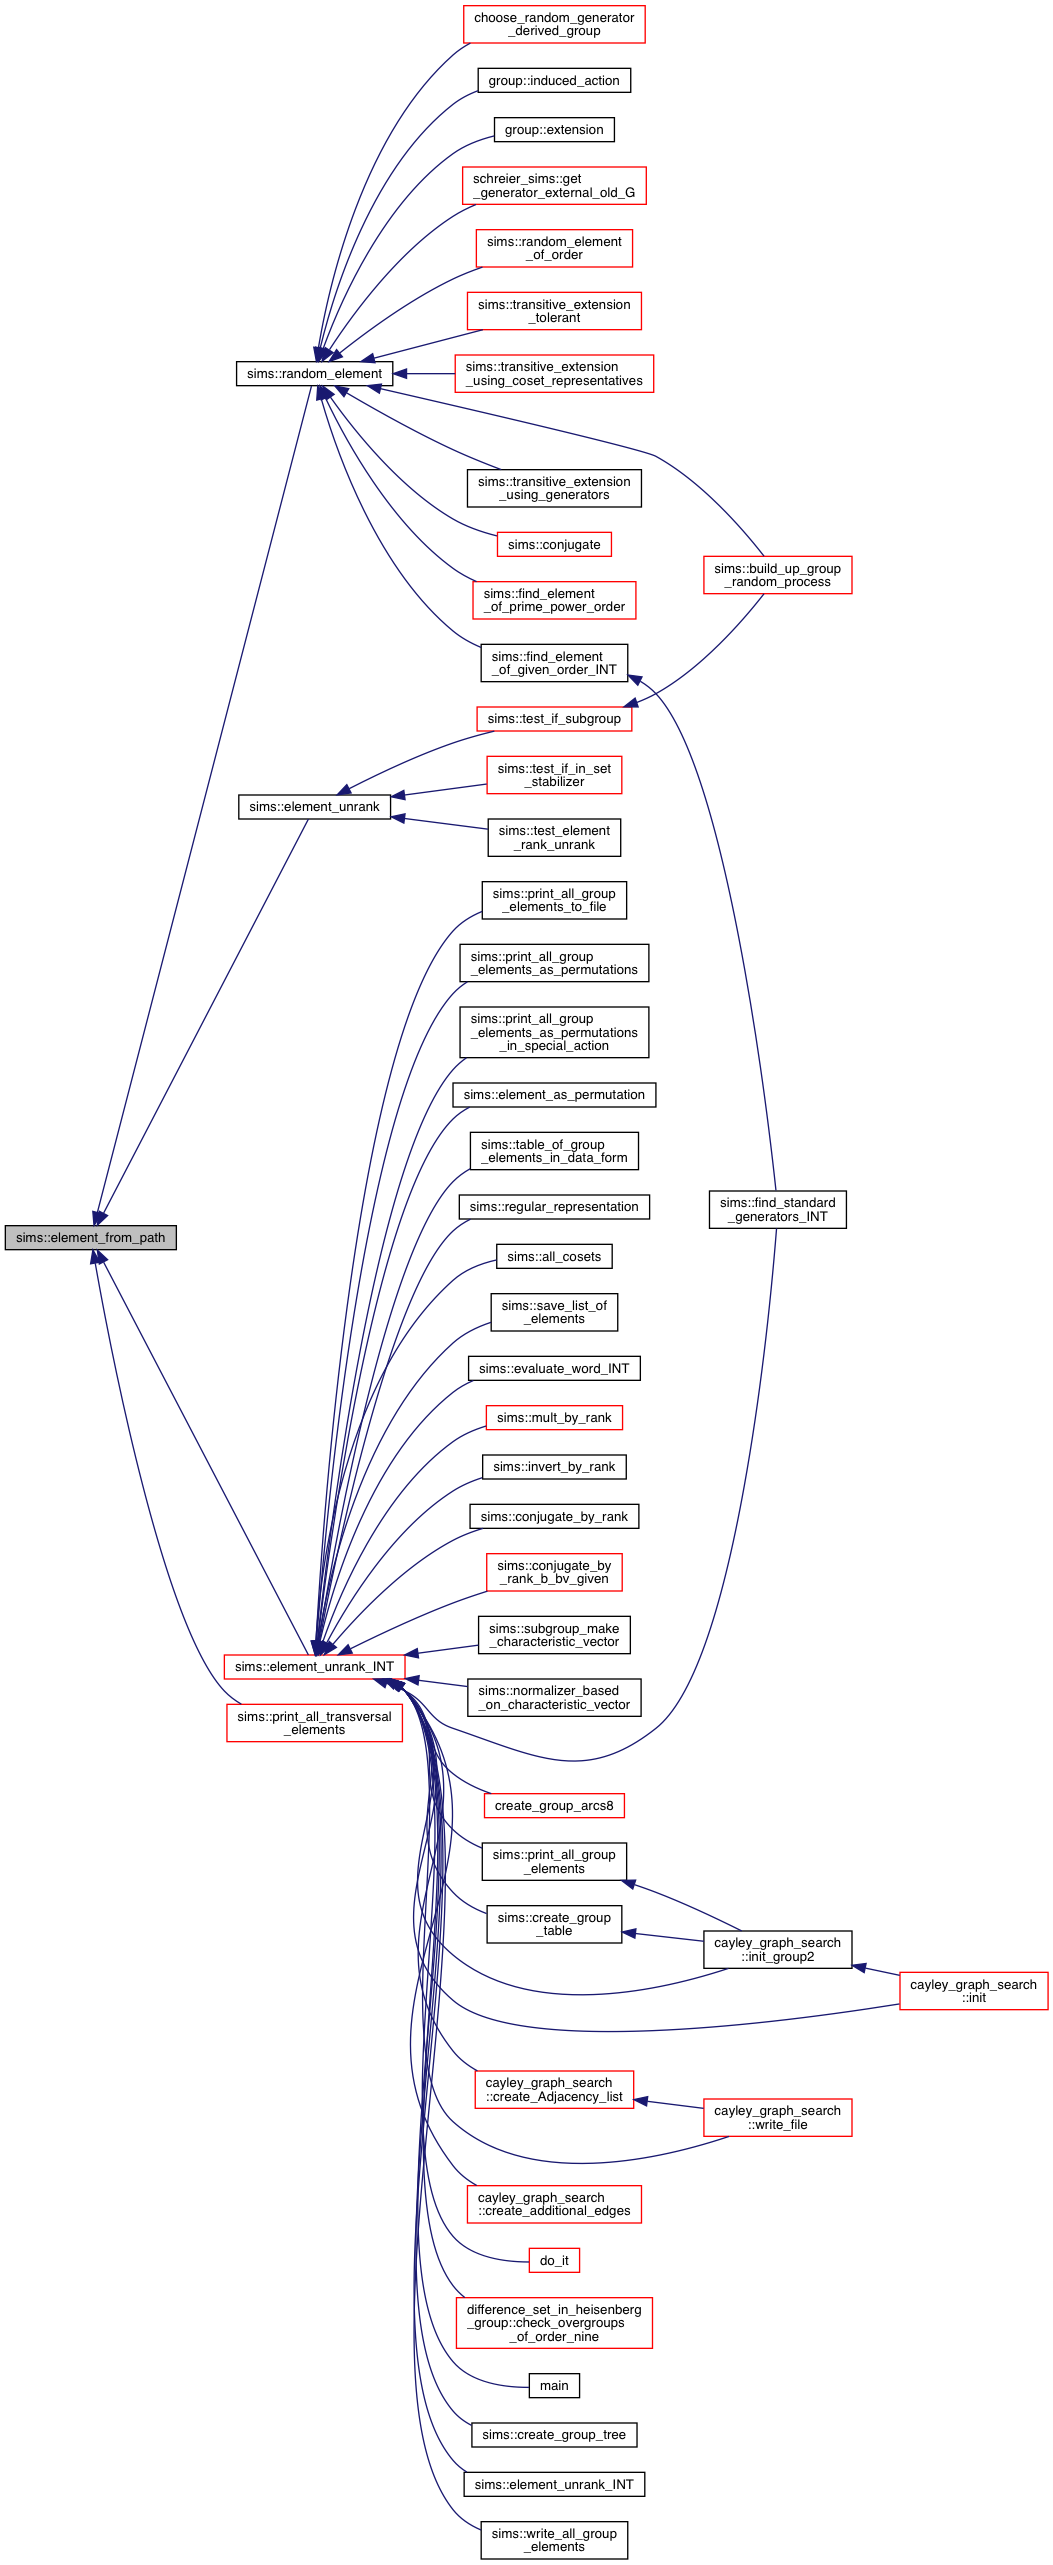 choose_random_generator
_derived_group
group::induced_action
group::extension
schreier_sims::get
_generator_external_old_G
sims::random_element
_of_order
sims::transitive_extension
_tolerant
sims::random_element
sims::transitive_extension
_using_coset_representatives
sims::transitive_extension
_using_generators
sims::conjugate
sims::build_up_group
_random_process
sims::find_element
_of_prime_power_order
sims::find_element
_of_given_order_INT
sims::test_if_subgroup
sims::test_if_in_set
_stabilizer
sims::element_unrank
sims::test_element
_rank_unrank
sims::print_all_group
_elements_to_file
sims::print_all_group
_elements_as_permutations
sims::print_all_group
_elements_as_permutations
_in_special_action
sims::element_as_permutation
sims::table_of_group
_elements_in_data_form
sims::regular_representation
sims::find_standard
_generators_INT
sims::element_from_path
sims::all_cosets
sims::save_list_of
_elements
sims::evaluate_word_INT
sims::mult_by_rank
sims::invert_by_rank
sims::conjugate_by_rank
sims::conjugate_by
_rank_b_bv_given
sims::subgroup_make
_characteristic_vector
sims::element_unrank_INT
sims::normalizer_based
_on_characteristic_vector
sims::print_all_transversal
_elements
create_group_arcs8
sims::print_all_group
_elements
sims::create_group
_table
cayley_graph_search
::init_group2
cayley_graph_search
::init
cayley_graph_search
::create_Adjacency_list
cayley_graph_search
::write_file
cayley_graph_search
::create_additional_edges
do_it
difference_set_in_heisenberg
_group::check_overgroups
_of_order_nine
main
sims::create_group_tree
sims::element_unrank_INT
sims::write_all_group
_elements